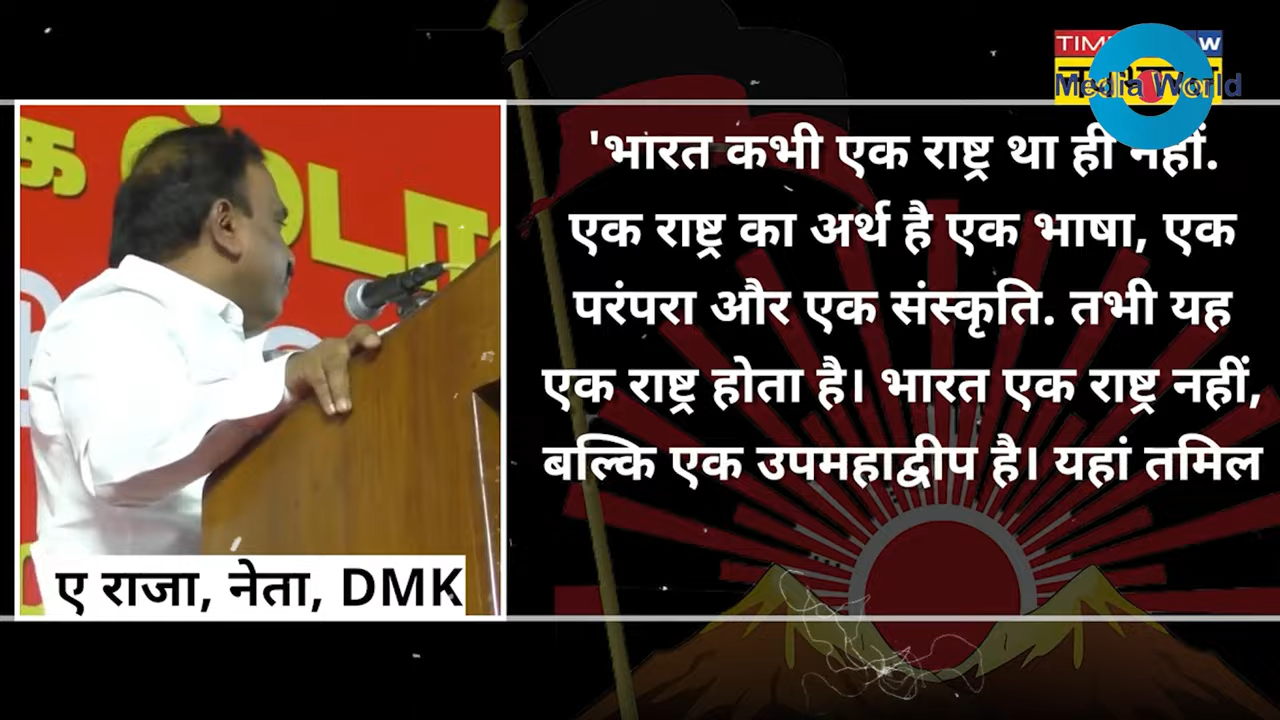 Media World
'भारत कभी एक राष्ट्र था ही नहीं.
एक राष्ट्र का अर्थ है एक भाषा, एक
परंपरा और एक संस्कृति. तभी यह
एक राष्ट्र होता है। भारत एक राष्ट्र नहीं,
बल्कि एक उपमहाद्वीप है। यहां तमिल
ए राजा, नेता, DMK